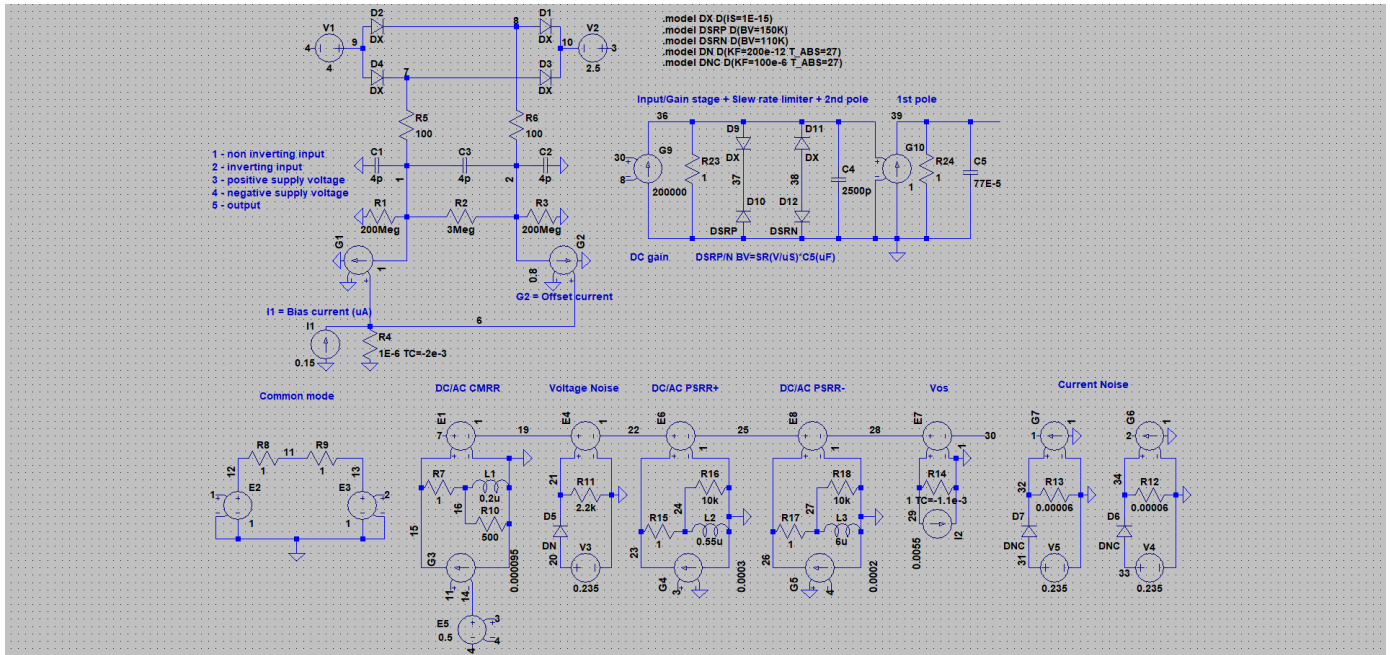 .model DX D(IS=1E-15)
.model DSRP D(BV=150K)
.model DSRN D(BV=110K)
.model DN D(KF=200e-12 T_ABS=27)
.model DNC D(KF=100e-6 T_ABS=27)
V1
4
4
9
D2
DX
8
D1
DX
V2
10
3
2.5
D4
DX
7
D3
DX
R5
100
R6
100
1 - non inverting input
2 - inverting input
3 - positive supply voltage
4 - negative supply voltage
5 - output
C1
4p
1
C3
4p
2
C2
4p
R1
200Meg
R2
3Meg
R3
200Meg
G1
1
G2
0.8
G2 = Offset current
I1 = Bias current (uA)
6
I1
0.15
R4
1E-6 TC=-2e-3
Input/Gain stage + Slew rate limiter + 2nd pole
1st pole
36
39
30
8
G9
200000
R23
1
D9
DX
37
D10
DSRP
D11
DX
38
D12
DSRN
C4
2500p
G10
1
R24
1
C5
77E-5
DC gain
DSRP/N BV=SR(V/uS)*C5(uF)
Common mode
R8
1
11
R9
1
12
13
1
E2
1
E3
1
2
DC/AC CMRR
7
E1
1
19
R7
1
L1
0.2u
16
R10
500
15
G3
0.000095
11
14
E5
0.5
3
4
4
Voltage Noise
E4
1
22
21
R11
2.2k
D5
DN
20
V3
0.235
DC/AC PSRR+
E6
1
25
R16
10k
24
R15
1
L2
0.55u
23
G4
3
0.0003
DC/AC PSRR-
E8
1
28
R18
10k
27
R17
1
L3
6u
26
G5
4
0.0002
Vos
E7
1
30
R14
1 TC=-1.1e-3
29
I2
0.0055
Current Noise
G7
1
1
32
R13
0.00006
D7
DNC
31
V5
0.235
G6
1
2
34
R12
0.00006
D6
DNC
33
V4
0.235